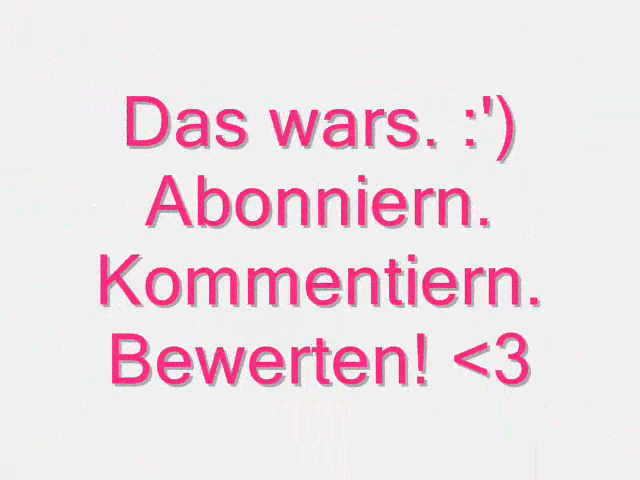 Das wars. :')
Abonniern.
Kommentiern.
Bewerten! <3